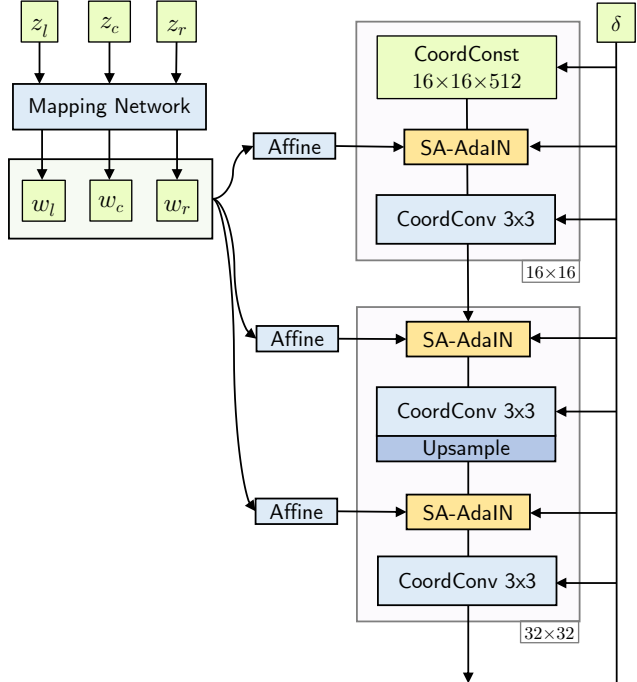 z_l z_c z_r
Mapping Network
w_l w_c w_r
δ
CoordConst
16×16×512
Affine
SA-AdaIN
CoordConv 3x3
16×16
Affine
SA-AdaIN
CoordConv 3x3
Upsample
Affine
SA-AdaIN
CoordConv 3x3
32×32